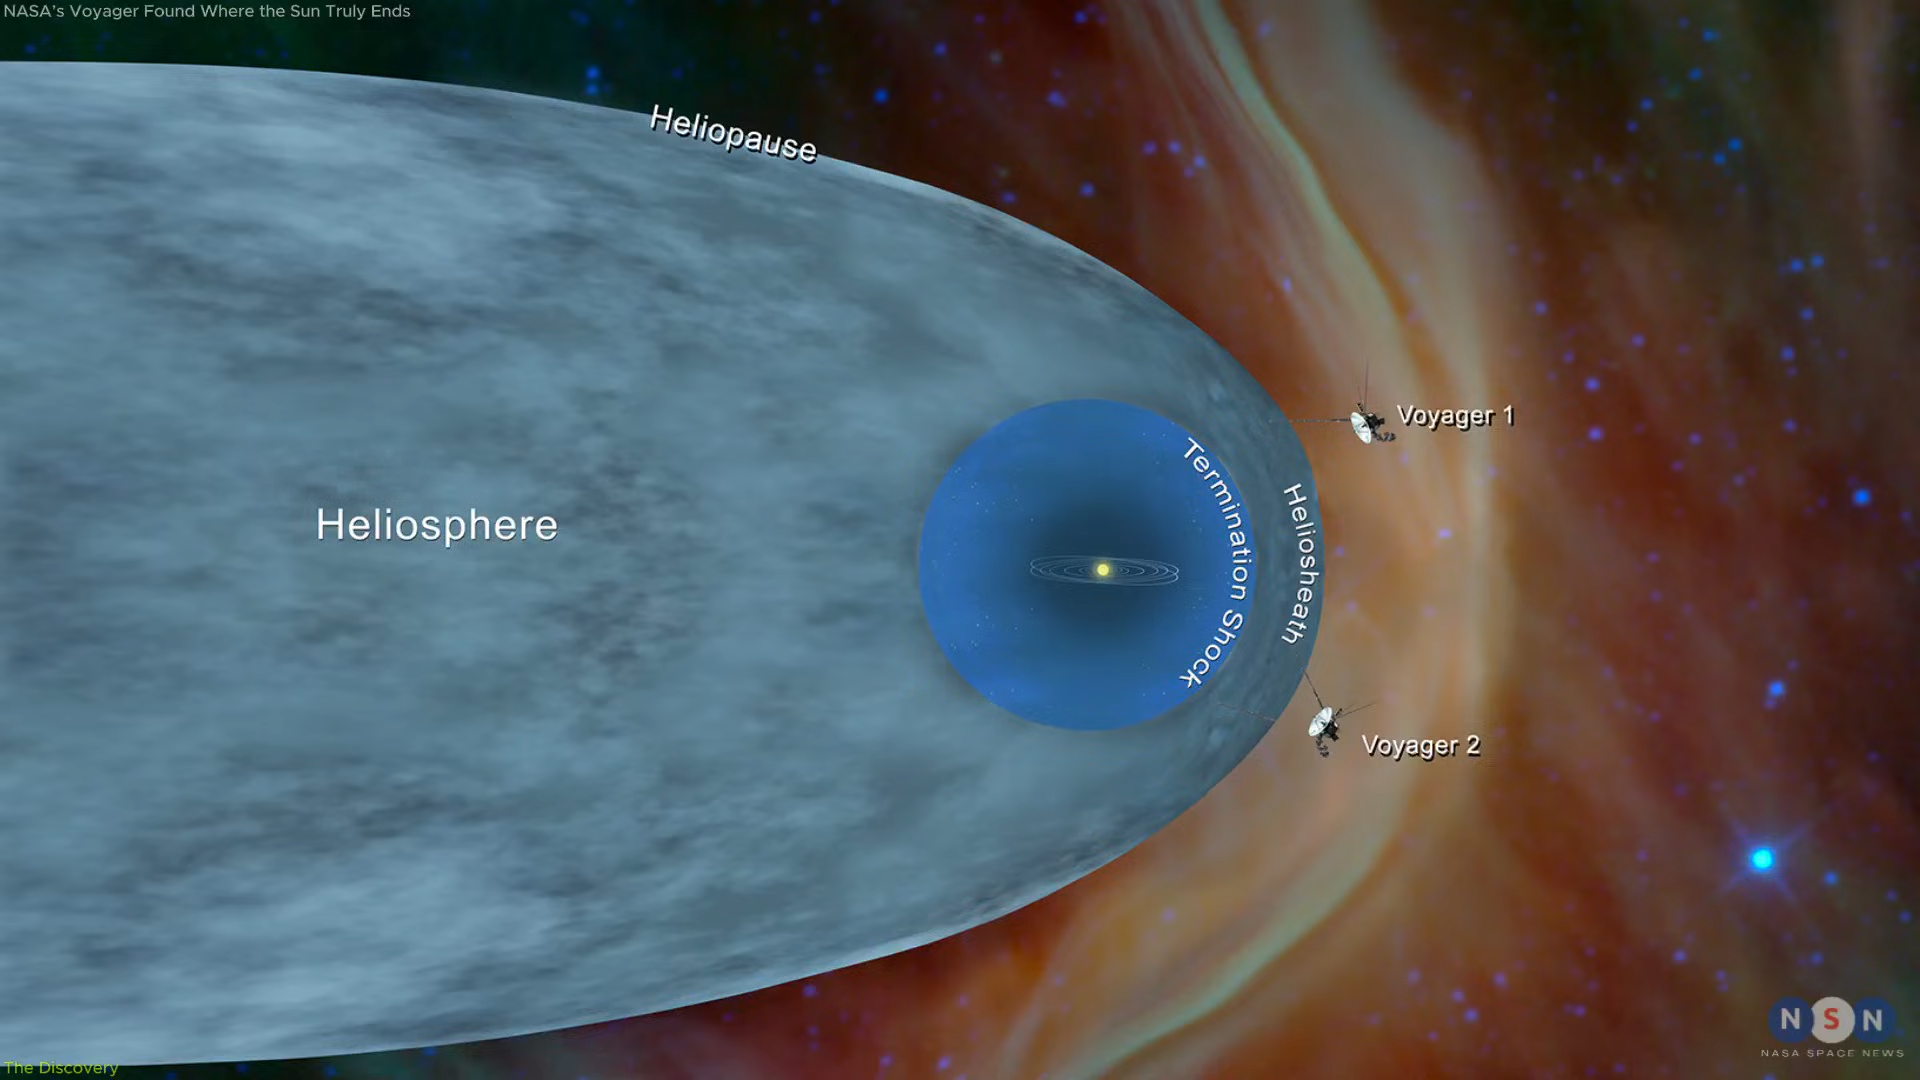 NASA's Voyager Found Where the Sun Truly Ends
Heliopause
Voyager 1
Termination Shock
Heliosheath
Heliosphere
Voyager 2
NSN
NASA SPACE NEWS
The Discovery